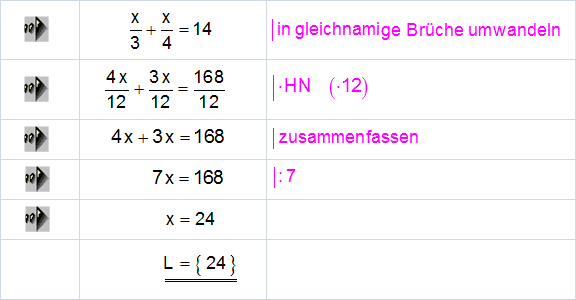 x/3 + x/4 = 14 | in gleichnamige Brüche umwandeln
4x/12 + 3x/12 = 168/12 | ·HN (·12)
4x + 3x = 168 | zusammenfassen
7x = 168 | : 7
x = 24
L = { 24 }